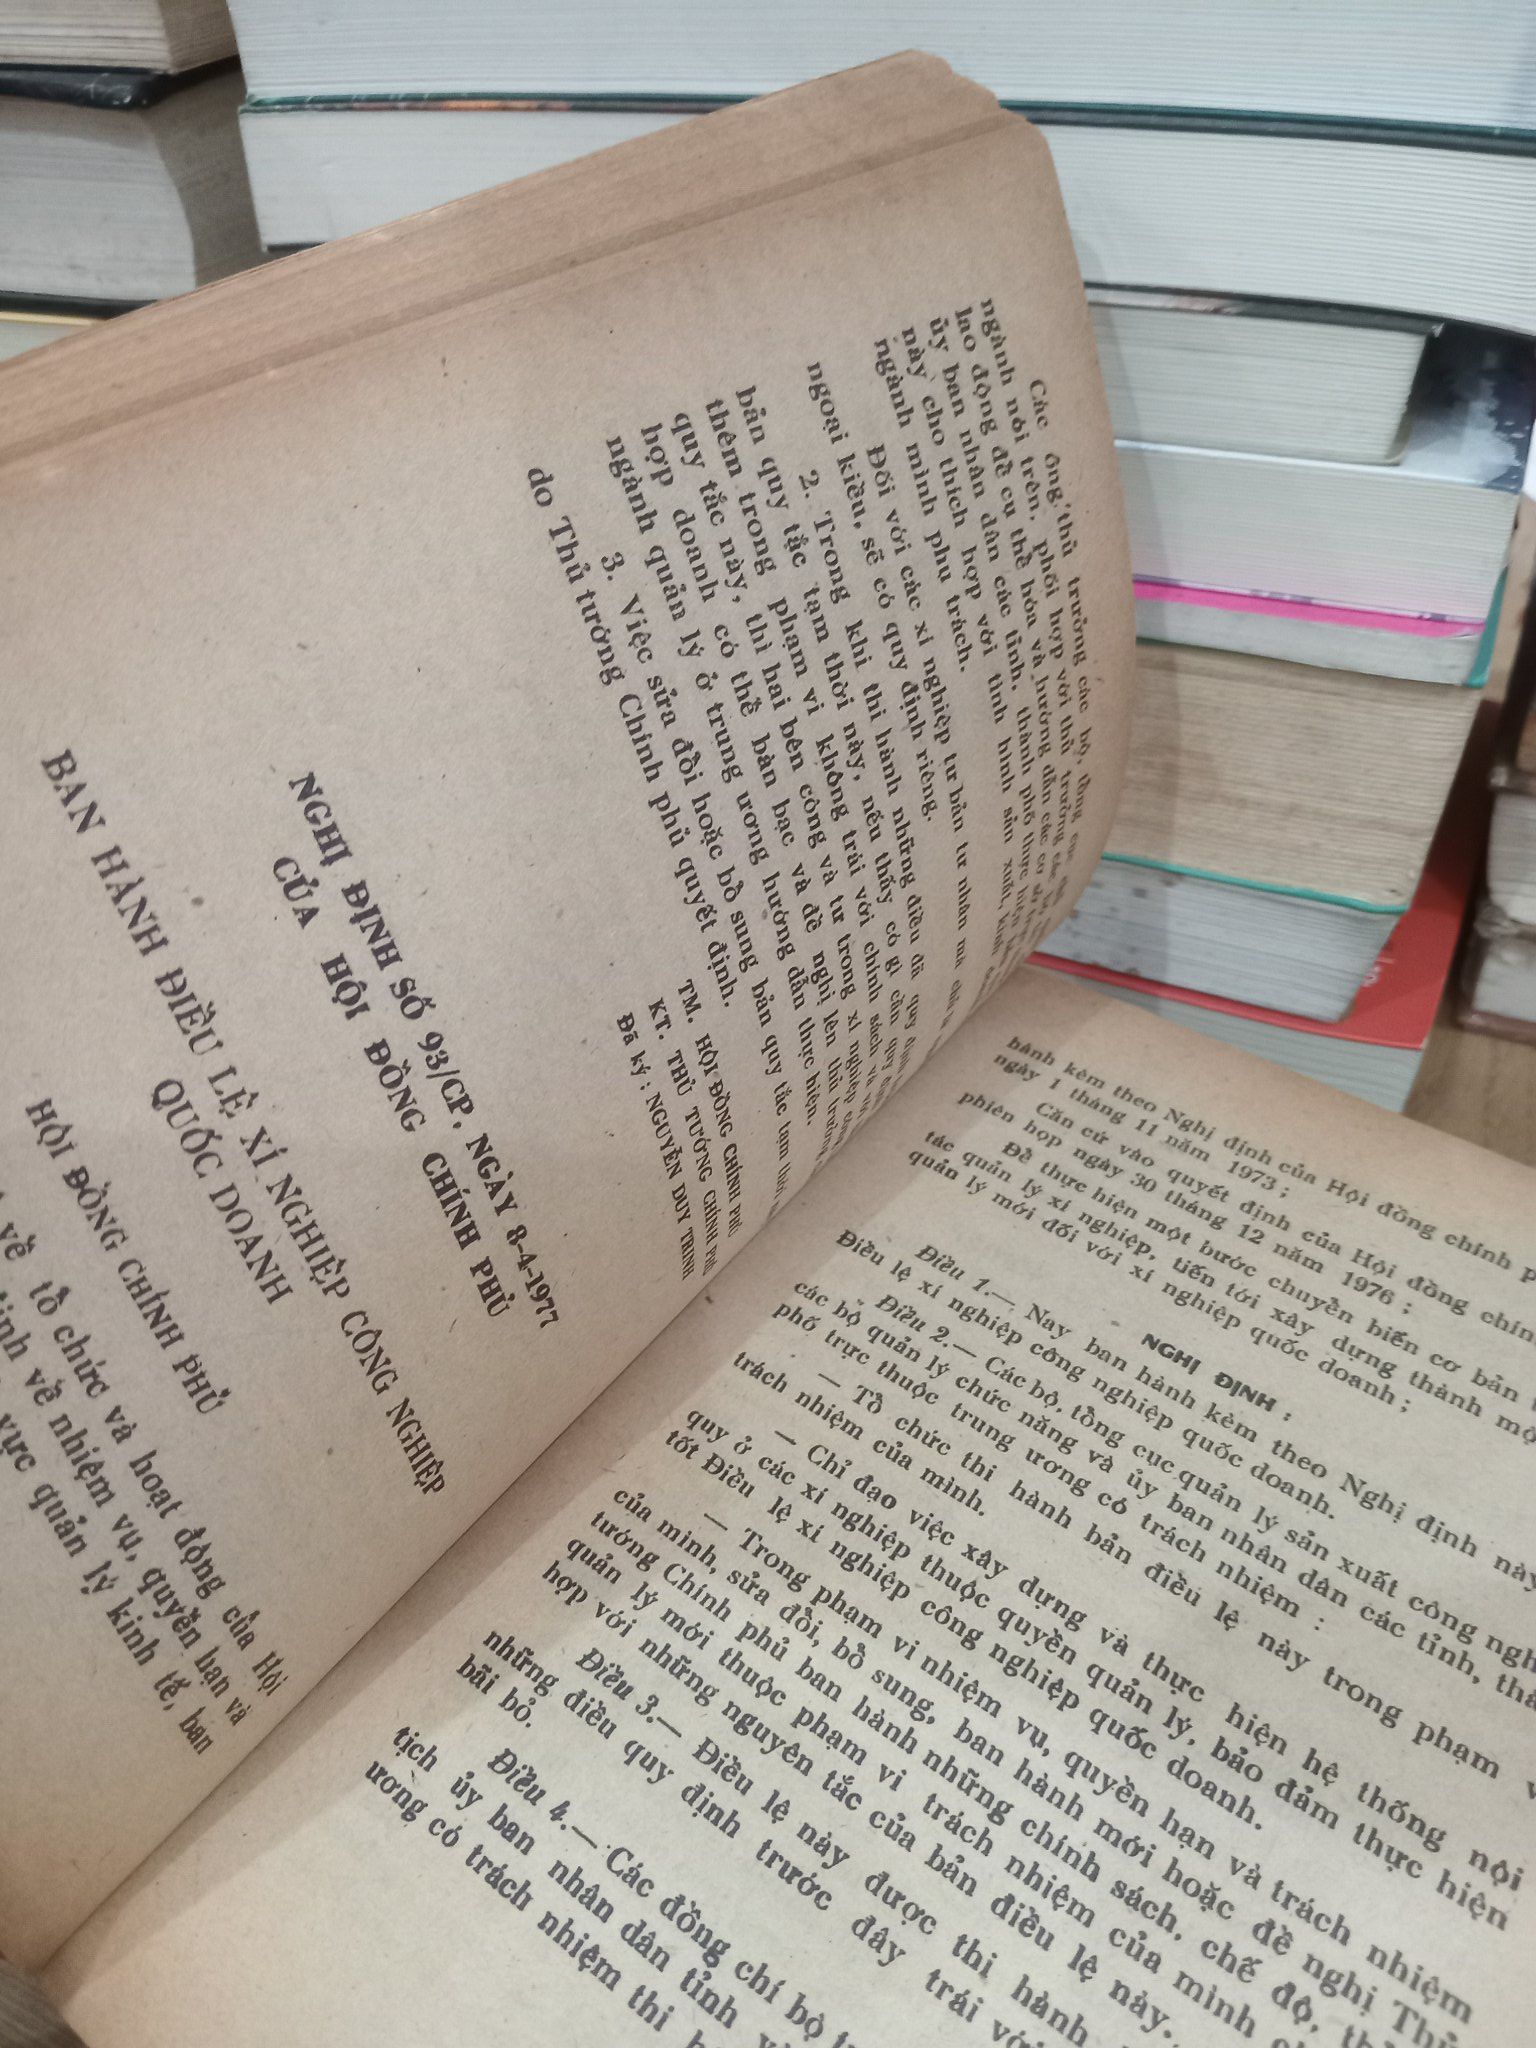 Các ông thủ trưởng các bộ, tổng cục
ngành nói trên, phối hợp với thủ trưởng các
lao động để cụ thể hóa và hướng dẫn các cơ sở
ủy ban nhân dân các tỉnh, thành phố thực hiện
này cho thích hợp với tình hình sản xuất, kinh
ngành mình phụ trách.
Đối với các xí nghiệp tư bản tư nhân mà chủ là
ngoại kiều, sẽ có quy định riêng.
2. Trong khi thi hành những điều đã quy định
bản quy tắc tạm thời này, nếu thấy có gì cần quy định
thêm trong phạm vi không trái với chính sách và
quy tắc này, thì hai bên công và tư trong xí nghiệp công
hợp doanh có thể bàn bạc và đề nghị lên thủ trưởng
ngành quản lý ở trung ương hướng dẫn thực hiện.
3. Việc sửa đổi hoặc bổ sung bản quy tắc tạm thời
do Thủ tướng Chính phủ quyết định.
TM. HỘI ĐỒNG CHÍNH PHỦ
KT. THỦ TƯỚNG CHÍNH PHỦ
Đã ký: NGUYỄN DUY TRINH
NGHỊ ĐỊNH SỐ 93/CP, NGÀY 8-4-1977
CỦA HỘI ĐỒNG CHÍNH PHỦ
BAN HÀNH ĐIỀU LỆ XÍ NGHIỆP CÔNG NGHIỆP
QUỐC DOANH
HỘI ĐỒNG CHÍNH PHỦ
về tổ chức và hoạt động của Hội
định về nhiệm vụ, quyền hạn và
vực quản lý kinh tế, ban
hành kèm theo Nghị định của Hội đồng chính
ngày 1 tháng 11 năm 1973;
Căn cứ vào quyết định của Hội đồng chính
phiên họp ngày 30 tháng 12 năm 1976;
Để thực hiện một bước chuyển biến cơ bản
tác quản lý xí nghiệp, tiến tới xây dựng thành
quản lý mới đối với xí nghiệp quốc doanh;
NGHỊ ĐỊNH:
Điều 1.— Nay ban hành kèm theo Nghị định này
Điều lệ xí nghiệp công nghiệp quốc doanh.
Điều 2.— Các bộ, tổng cục quản lý sản xuất công
các bộ quản lý chức năng và ủy ban nhân dân các tỉnh,
phố trực thuộc trung ương có trách nhiệm:
— Tổ chức thi hành bản điều lệ này trong phạm
trách nhiệm của mình.
— Chỉ đạo việc xây dựng và thực hiện hệ thống nội
quy ở các xí nghiệp thuộc quyền quản lý, bảo đảm thực hiện
tốt Điều lệ xí nghiệp công nghiệp quốc doanh.
— Trong phạm vi nhiệm vụ, quyền hạn và trách nhiệm
của mình, sửa đổi, bổ sung, ban hành mới hoặc đề nghị Thủ
tướng Chính phủ ban hành những chính sách, chế độ,
quản lý mới thuộc phạm vi trách nhiệm của mình
hợp với những nguyên tắc của bản điều lệ này.
Điều 3.— Điều lệ này được thi hành
những điều quy định trước đây trái với
bãi bỏ.
Điều 4.— Các đồng chí bộ
tịch ủy ban nhân dân tỉnh
ương có trách nhiệm thi